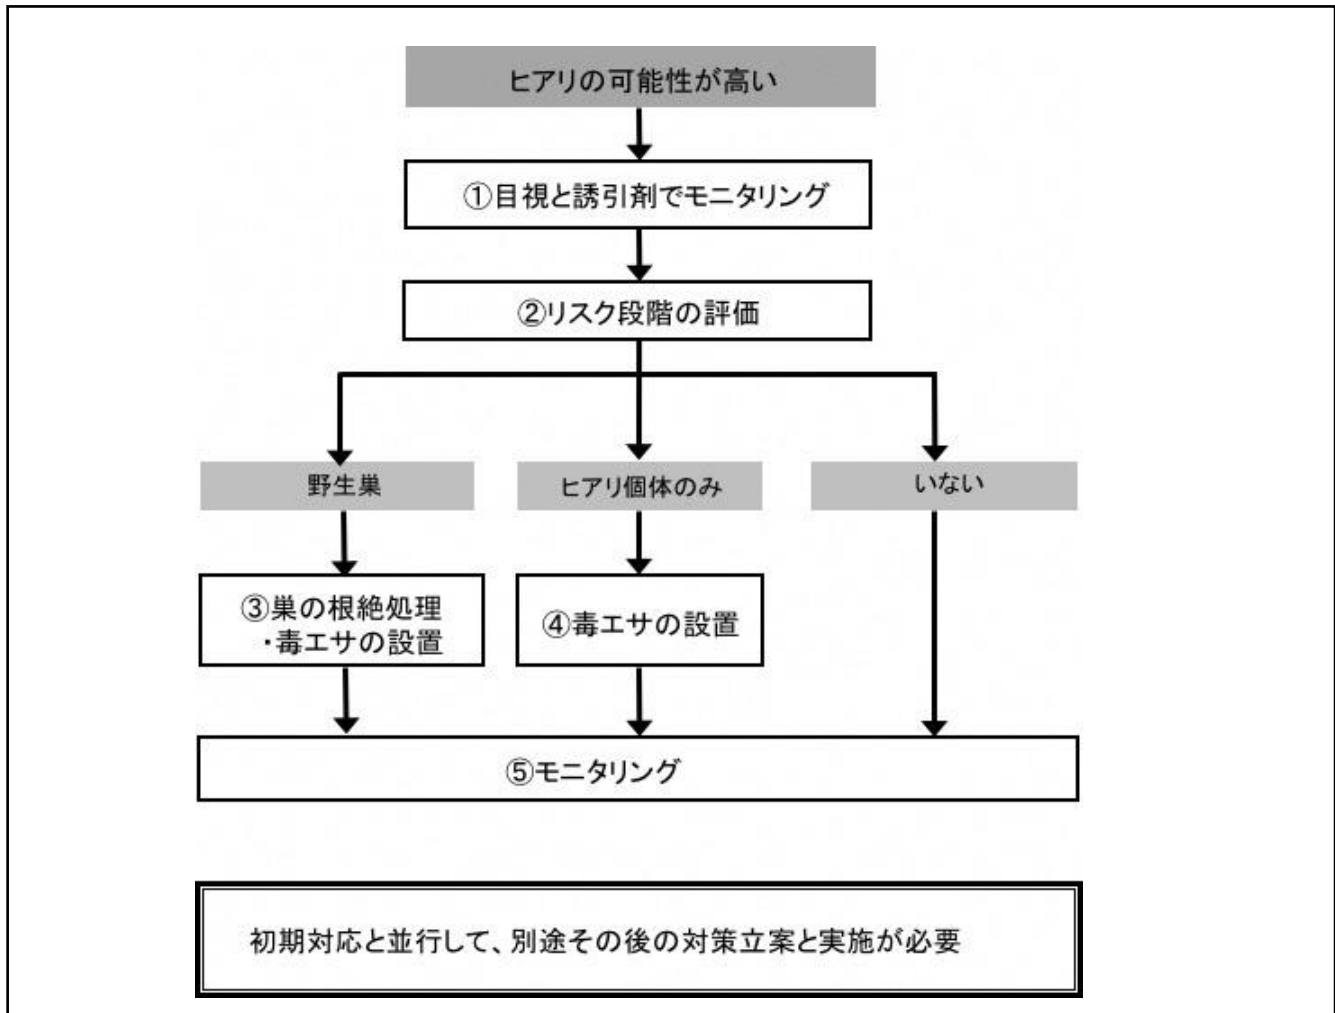 ヒアリの可能性が高い
①目視と誘引剤でモニタリング
②リスク段階の評価
野生巣
ヒアリ個体のみ
いない
③巣の根絶処理
・毒エサの設置
④毒エサの設置
⑤モニタリング
初期対応と並行して、別途その後の対策立案と実施が必要